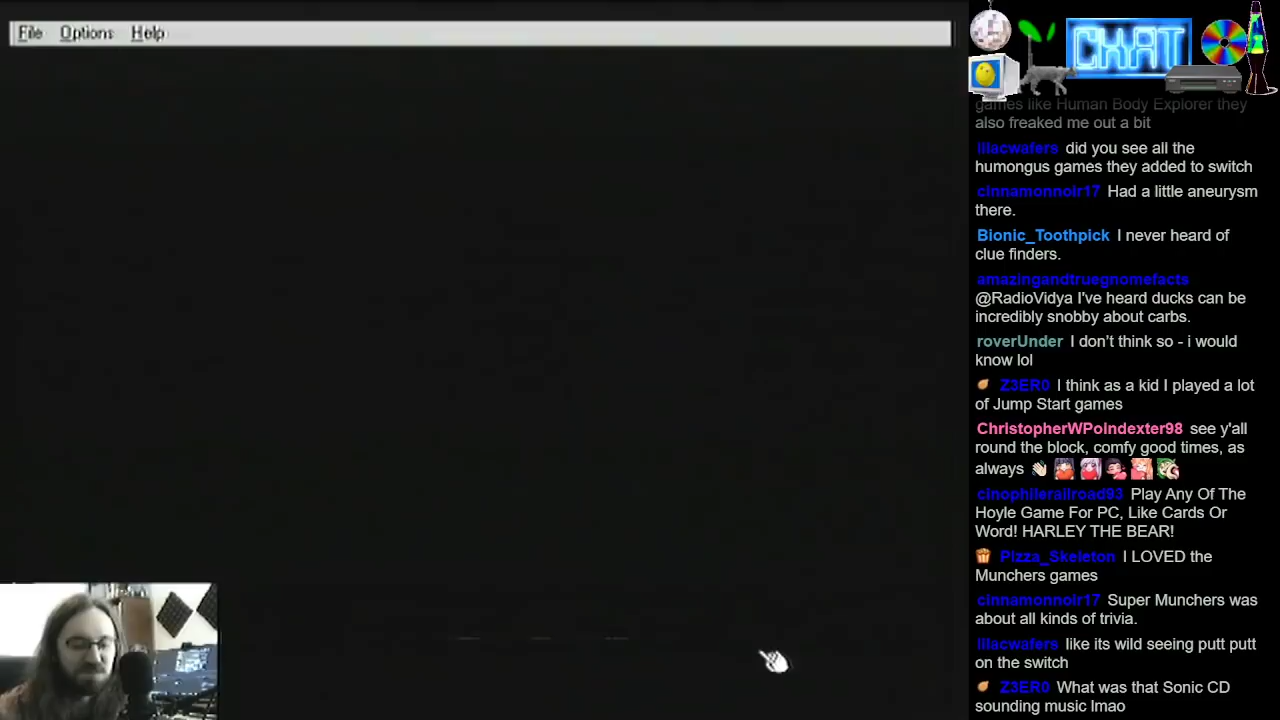 File Options Help
CHAT
games like Human Body Explorer they
also freaked me out a bit
lilacwafers did you see all the
humongus games they added to switch
cinnamonnoir17 Had a little aneurysm
there.
Bionic_Toothpick I never heard of
clue finders.
amazingandtruegnomefacts
@RadioVidya I've heard ducks can be
incredibly snobby about carbs.
roverUnder I don't think so - i would
know lol
Z3ER0 I think as a kid I played a lot
of Jump Start games
ChristopherWPoindexter98 see y'all
round the block, comfy good times, as
always
cinophilerailroad93 Play Any Of The
Hoyle Game For PC, Like Cards Or
Word! HARLEY THE BEAR!
Pizza_Skeleton I LOVED the
Munchers games
cinnamonnoir17 Super Munchers was
about all kinds of trivia.
lilacwafers like its wild seeing putt putt
on the switch
Z3ER0 What was that Sonic CD
sounding music lmao